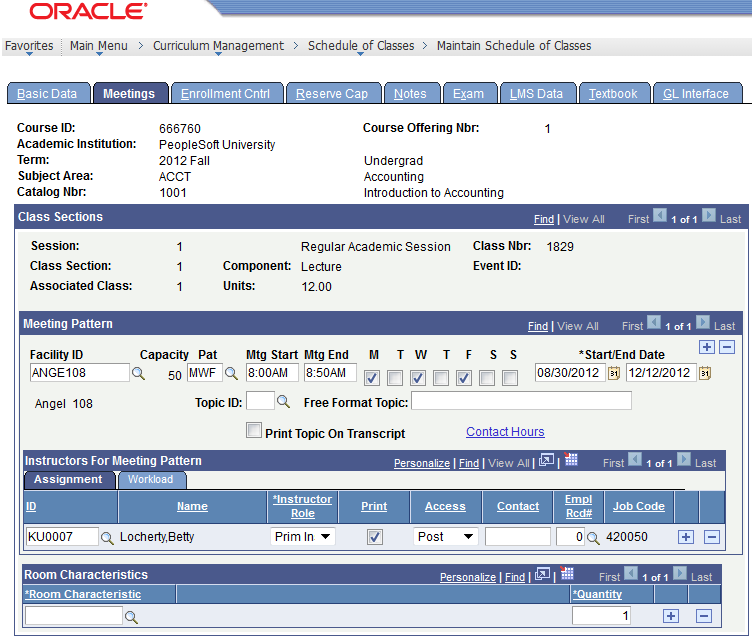 ORACLE®
Favorites Main Menu > Curriculum Management > Schedule of Classes > Maintain Schedule of Classes
Basic Data Meetings Enrollment Cntrl Reserve Cap Notes Exam LMS Data Textbook GL Interface
Course ID: 666760 Course Offering Nbr: 1
Academic Institution: PeopleSoft University
Term: 2012 Fall Undergrad
Subject Area: ACCT Accounting
Catalog Nbr: 1001 Introduction to Accounting
Class Sections Find | View All First 1 of 1 Last
Session: 1 Regular Academic Session Class Nbr: 1829
Class Section: 1 Component: Lecture Event ID:
Associated Class: 1 Units: 12.00
Meeting Pattern Find | View All First 1 of 1 Last
Facility ID Capacity Pat Mtg Start Mtg End M T W T F S S *Start/End Date
ANGE108 50 MWF 8:00AM 8:50AM 08/30/2012 31 12/12/2012 31
Angel 108 Topic ID: Free Format Topic:
Print Topic On Transcript Contact Hours
Instructors For Meeting Pattern Personalize | Find | View All | | First 1 of 1 Last
Assignment Workload
ID Name *Instructor Role Print Access Contact Empl Rcd# Job Code
KU0007 Locherty,Betty Prim In Post 0 420050
Room Characteristics Personalize | Find | | First 1 of 1 Last
*Room Characteristic *Quantity
1